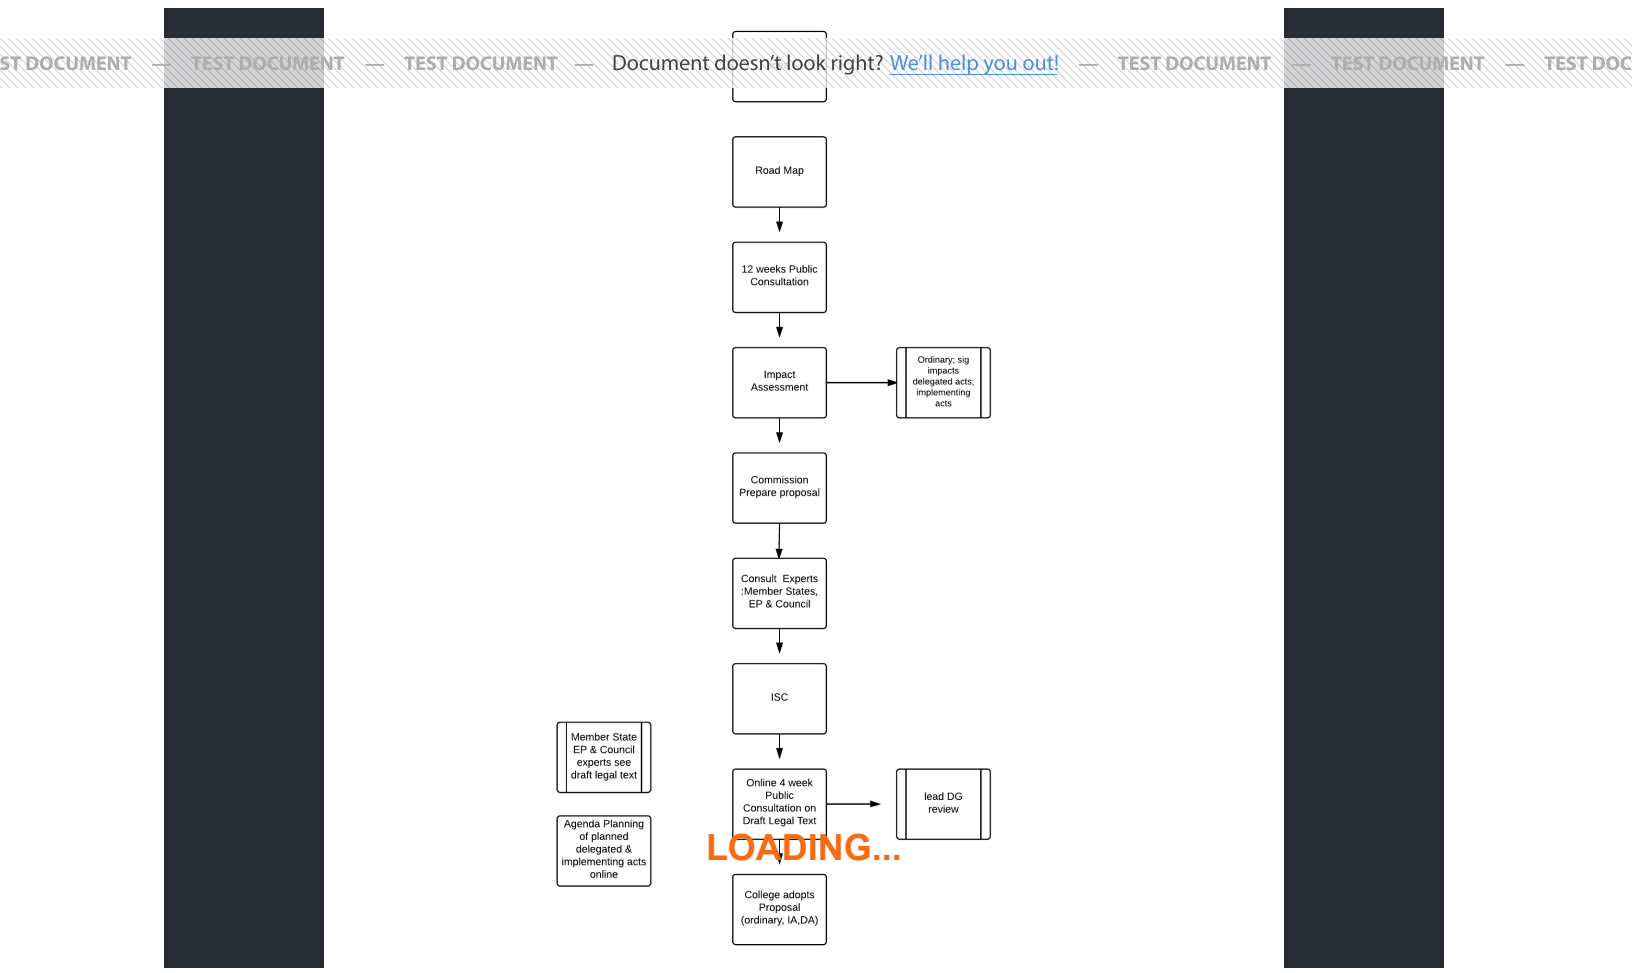 ST DOCUMENT — TEST DOCUMENT — TEST DOCUMENT — Document doesn't look right? We'll help you out! — TEST DOCUMENT — TEST DOCUMENT — TEST DOC
Road Map
12 weeks Public
Consultation
Impact
Assessment
Ordinary; sig
impacts
delegated acts;
implementing
acts
Commission
Prepare proposal
Consult  Experts
:Member States,
EP & Council
ISC
Member State
EP & Council
experts see
draft legal text
Online 4 week
Public
Consultation on
Draft Legal Text
lead DG
review
Agenda Planning
of planned
delegated &
implementing acts
online
LOADING...
College adopts
Proposal
(ordinary, IA,DA)